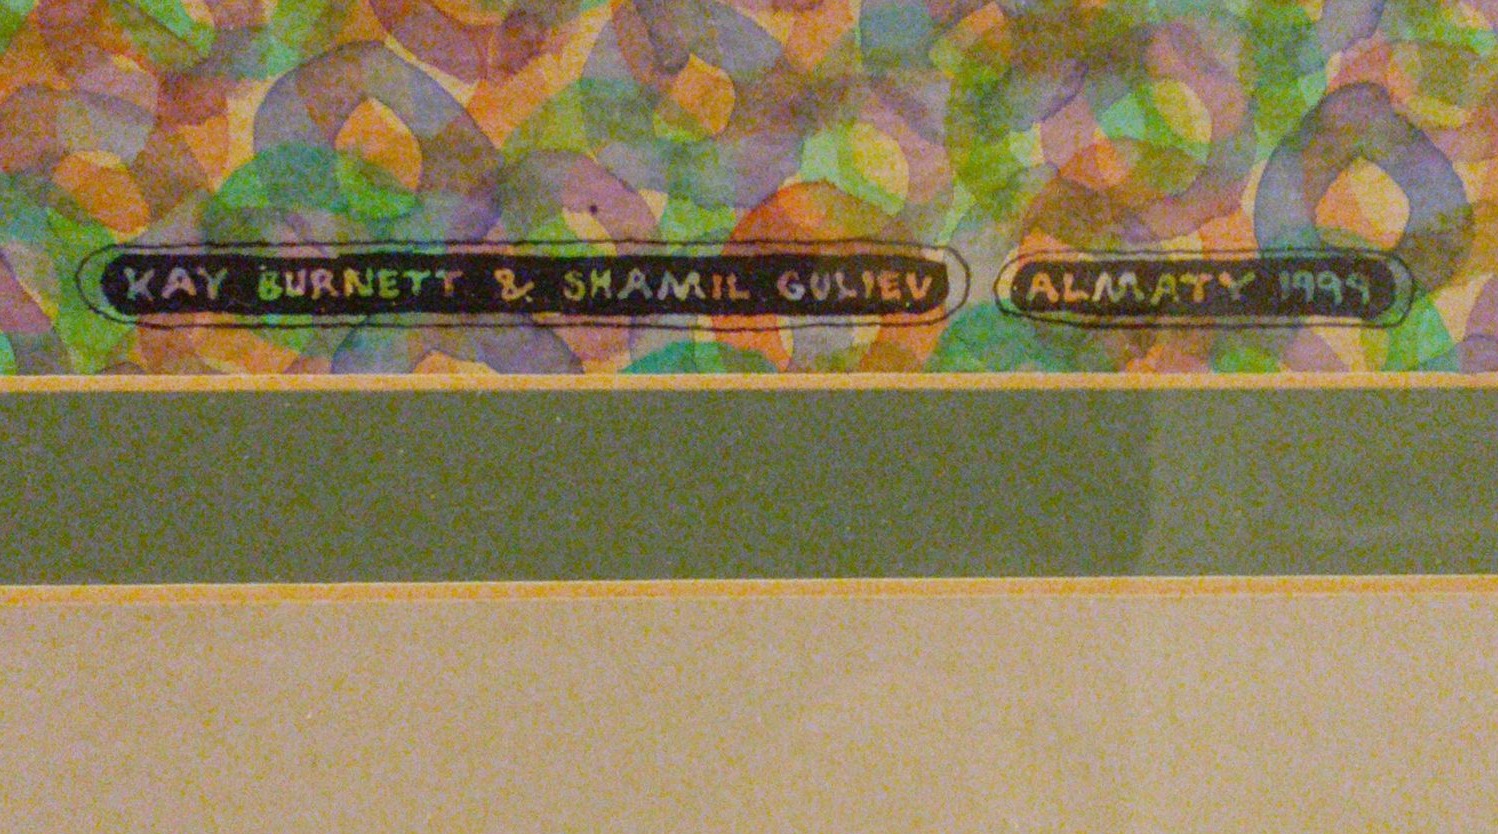 KAY BURNETT & SHAMIL GULIEV ALMATY 1999